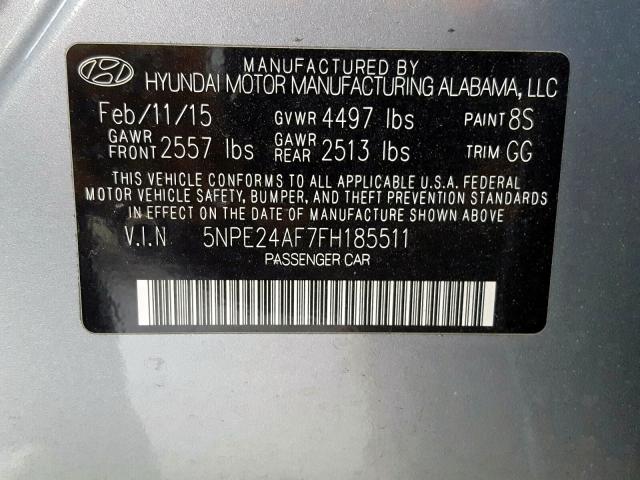 MANUFACTURED BY
HYUNDAI MOTOR MANUFACTURING ALABAMA, LLC
Feb/11/15 GVWR 4497 lbs PAINT 8S
GAWR FRONT 2557 lbs GAWR REAR 2513 lbs TRIM GG
THIS VEHICLE CONFORMS TO ALL APPLICABLE U.S.A. FEDERAL
MOTOR VEHICLE SAFETY, BUMPER, AND THEFT PREVENTION STANDARDS
IN EFFECT ON THE DATE OF MANUFACTURE SHOWN ABOVE
V.I.N 5NPE24AF7FH185511
PASSENGER CAR